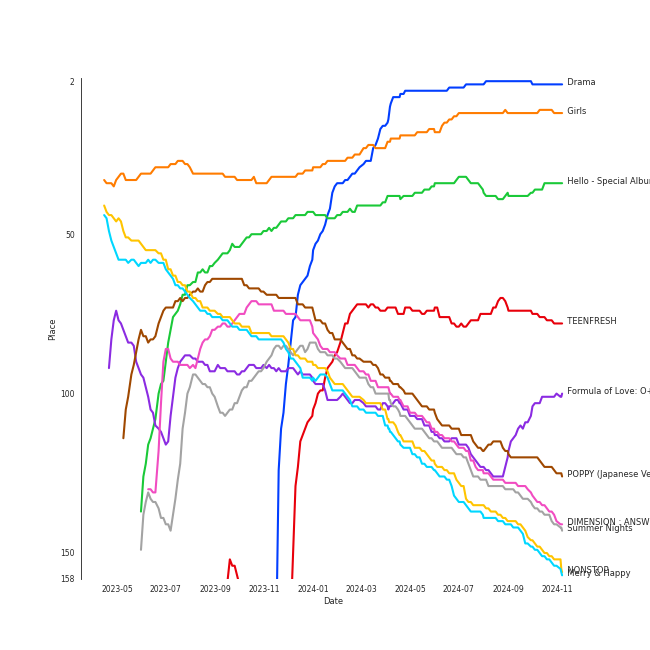 2
50
100
150
158
Place
2023-05
2023-07
2023-09
2023-11
2024-01
2024-03
2024-05
2024-07
2024-09
2024-11
Date
Drama
Girls
Hello - Special Albu
TEENFRESH
Formula of Love: O+
POPPY (Japanese Ve
DIMENSION : ANSW
Summer Nights
NONSTOP
Merry & Happy